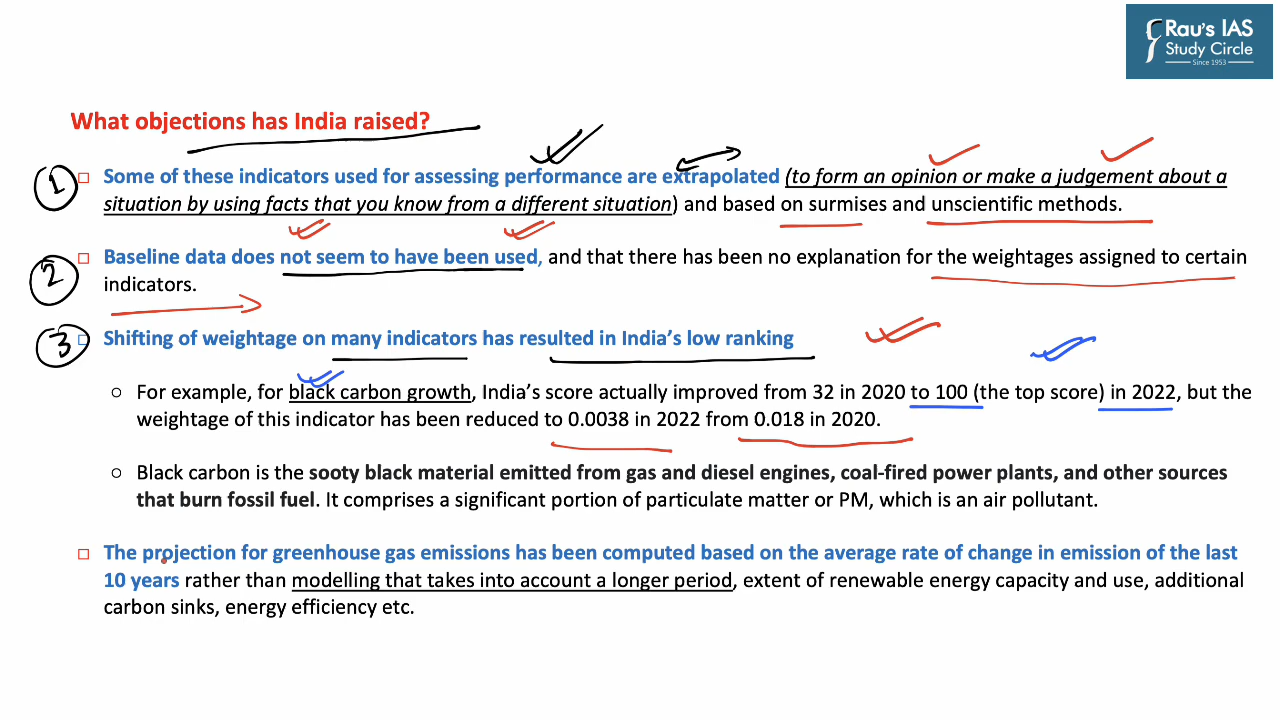 Rau's IAS
Study Circle
Since 1953
What objections has India raised?
1 Some of these indicators used for assessing performance are extrapolated (to form an opinion or make a judgement about a
situation by using facts that you know from a different situation) and based on surmises and unscientific methods.
2 Baseline data does not seem to have been used, and that there has been no explanation for the weightages assigned to certain
indicators.
3 Shifting of weightage on many indicators has resulted in India's low ranking
For example, for black carbon growth, India's score actually improved from 32 in 2020 to 100 (the top score) in 2022, but the
weightage of this indicator has been reduced to 0.0038 in 2022 from 0.018 in 2020.
Black carbon is the sooty black material emitted from gas and diesel engines, coal-fired power plants, and other sources
that burn fossil fuel. It comprises a significant portion of particulate matter or PM, which is an air pollutant.
The projection for greenhouse gas emissions has been computed based on the average rate of change in emission of the last
10 years rather than modelling that takes into account a longer period, extent of renewable energy capacity and use, additional
carbon sinks, energy efficiency etc.